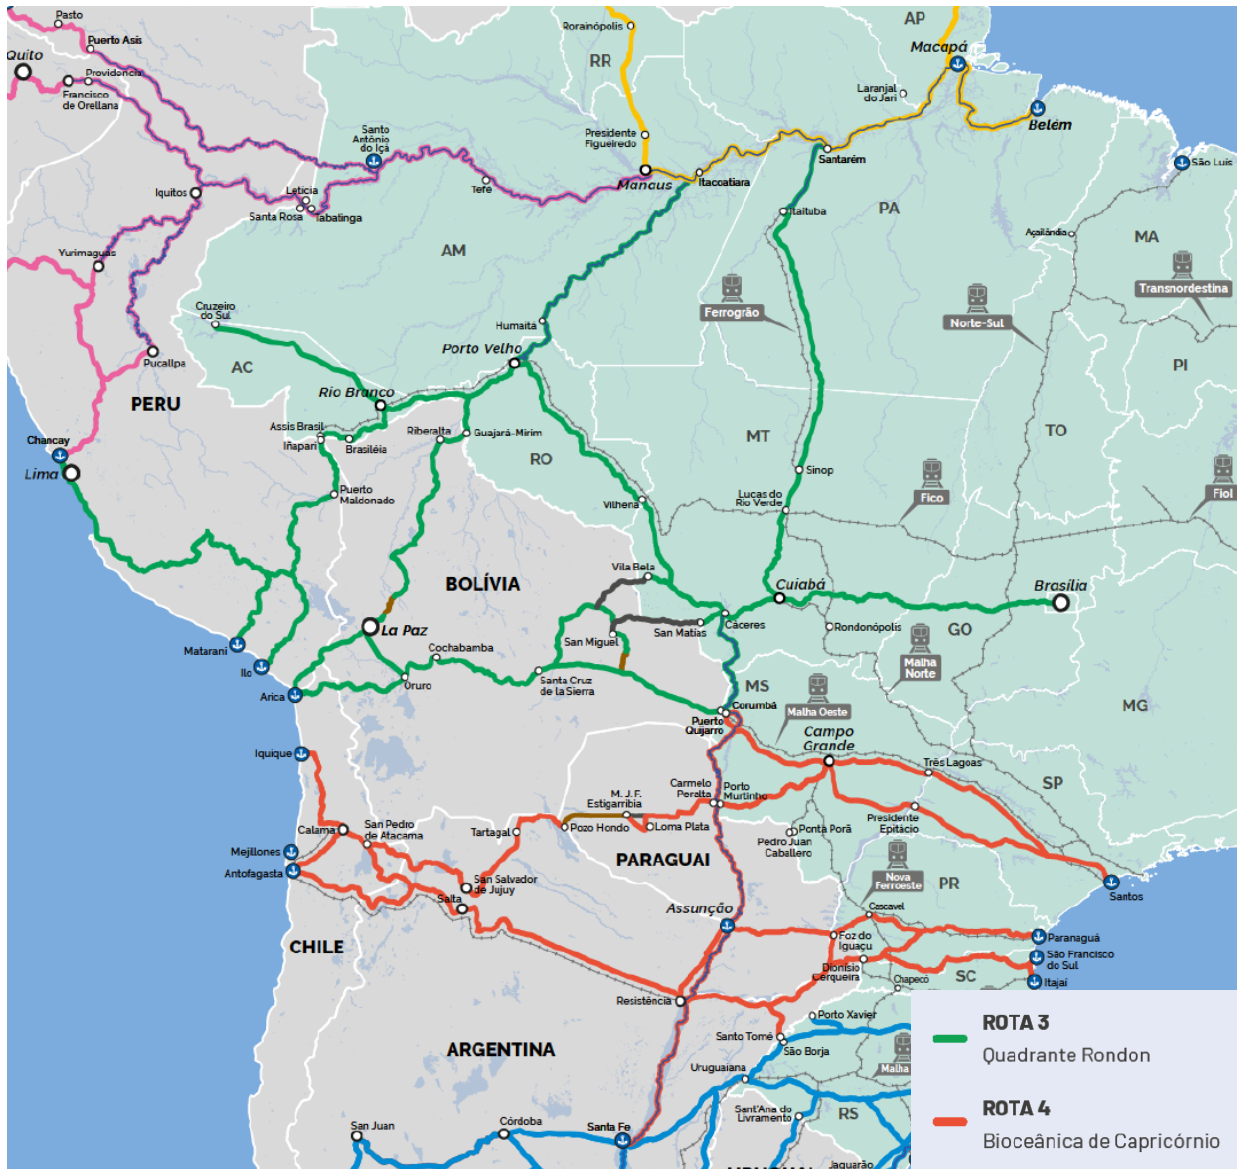 Pasto
Puerto Asis
Quito
Providencia
Francisco
de Orellana
Rorainópolis
RR
AP
Macapá
Laranjal
do Jari
Belém
Santo
Antônio
do Içá
Presidente
Figueiredo
Manaus
Itacoatiara
Santarém
São Luís
Iquitos
Letícia
Santa Rosa
Tabatinga
Tefé
Itaituba
PA
Açailândia
MA
Yurimaguas
AM
Ferrogrão
Norte-Sul
Transnordestina
Cruzeiro
do Sul
Humaitá
Porto Velho
Pucallpa
AC
PI
PERU
Rio Branco
Assis Brasil
Iñapari
Brasiléia
Riberalta
Guajará-Mirim
MT
TO
Chancay
Lima
RO
Sinop
Fico
Fiol
Puerto
Maldonado
Vilhena
Lucas do
Rio Verde
BOLÍVIA
Vila Bela
Cuiabá
Brasília
La Paz
San Miguel
San Matías
Cáceres
Rondonópolis
GO
Matarani
Cochabamba
Malha
Norte
Ilo
Arica
Oruro
Santa Cruz
de la Sierra
MS
Corumbá
Puerto
Quijarro
Malha Oeste
MG
Campo
Grande
Iquique
Três Lagoas
SP
Carmelo
Peralta
Porto
Murtinho
M. J. F.
Estigarribia
Calama
San Pedro
de Atacama
Tartagal
Pozo Hondo
Loma Plata
Presidente
Epitácio
Ponta Porã
Pedro Juan
Caballero
Mejillones
Antofagasta
PARAGUAI
San Salvador
de Jujuy
Salta
Nova
Ferroeste
PR
Santos
Assunção
Cascavel
CHILE
Foz do
Iguaçu
Paranaguá
Dionísio
Cerqueira
São Francisco
do Sul
Chapecó
SC
Itajaí
Resistência
Porto Xavier
Santo Tomé
São Borja
ARGENTINA
Malha
Uruguaiana
Sant'Ana do
Livramento
RS
San Juan
Córdoba
Santa Fe
Jaguarão
ROTA 3
Quadrante Rondon
ROTA 4
Bioceânica de Capricórnio